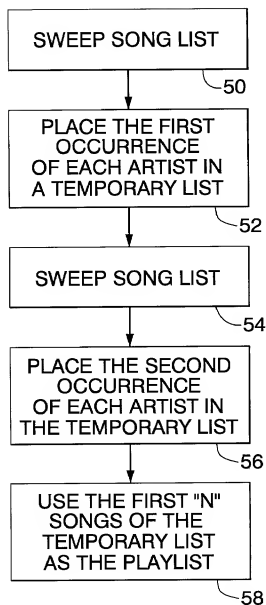 SWEEP SONG LIST
50
PLACE THE FIRST
OCCURRENCE
OF EACH ARTIST IN
A TEMPORARY LIST
52
SWEEP SONG LIST
54
PLACE THE SECOND
OCCURRENCE
OF EACH ARTIST IN
THE TEMPORARY LIST
56
USE THE FIRST "N"
SONGS OF THE
TEMPORARY LIST
AS THE PLAYLIST
58